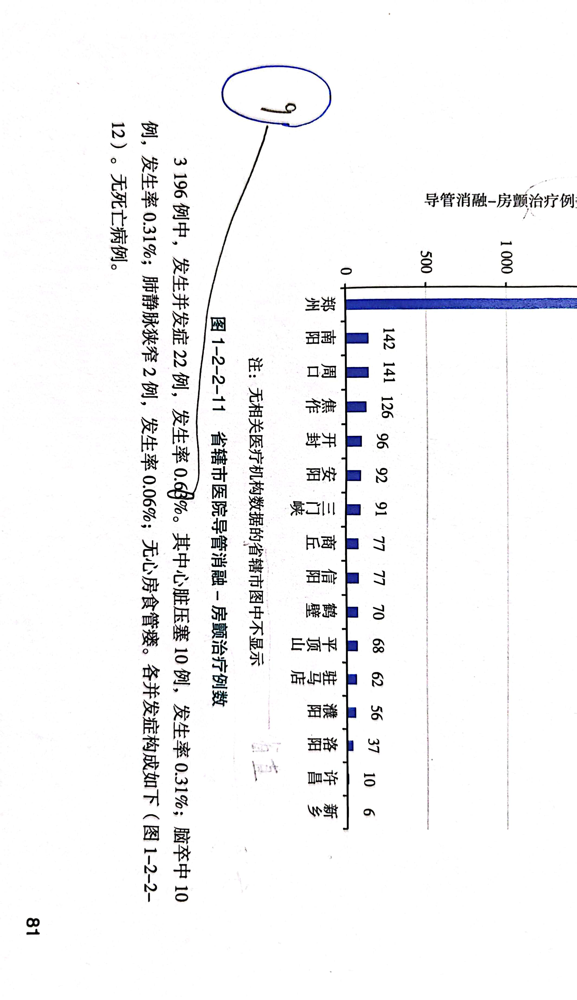 导管消融-房颤治疗例
1 000
500
0
142 141 126 96 92 91 77 77 70 68 62 56 37 10 6
郑州 南阳 周口 焦作 开封 安阳 三门峡 商丘 信阳 鹤壁 平顶山 驻马店 濮阳 洛阳 许昌 新乡
注：无相关医疗机构数据的省辖市图中不显示
图 1-2-2-11 省辖市医院导管消融－房颤治疗例数
9
3 196 例中，发生并发症 22 例，发生率 0.63%。其中心脏压塞 10 例，发生率 0.31%；脑卒中 10
例，发生率 0.31%；肺静脉狭窄 2 例，发生率 0.06%；无心房食管瘘。各并发症构成如下（图 1-2-2-
12）。无死亡病例。
81